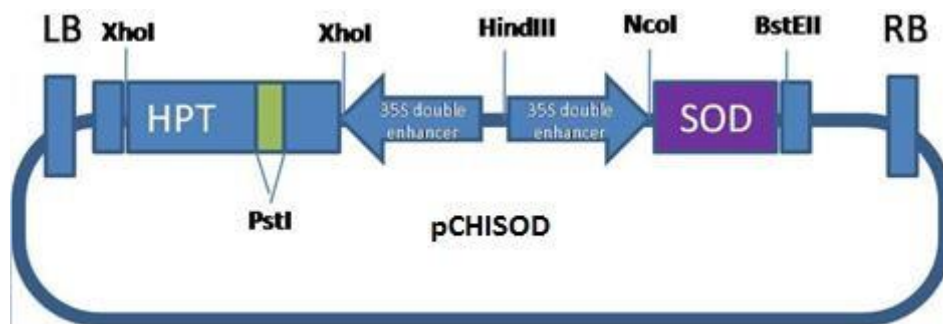 LB XhoI XhoI HindIII NcoI BstEII RB
HPT 35S double enhancer 35S double enhancer SOD
PstI
pCHISOD